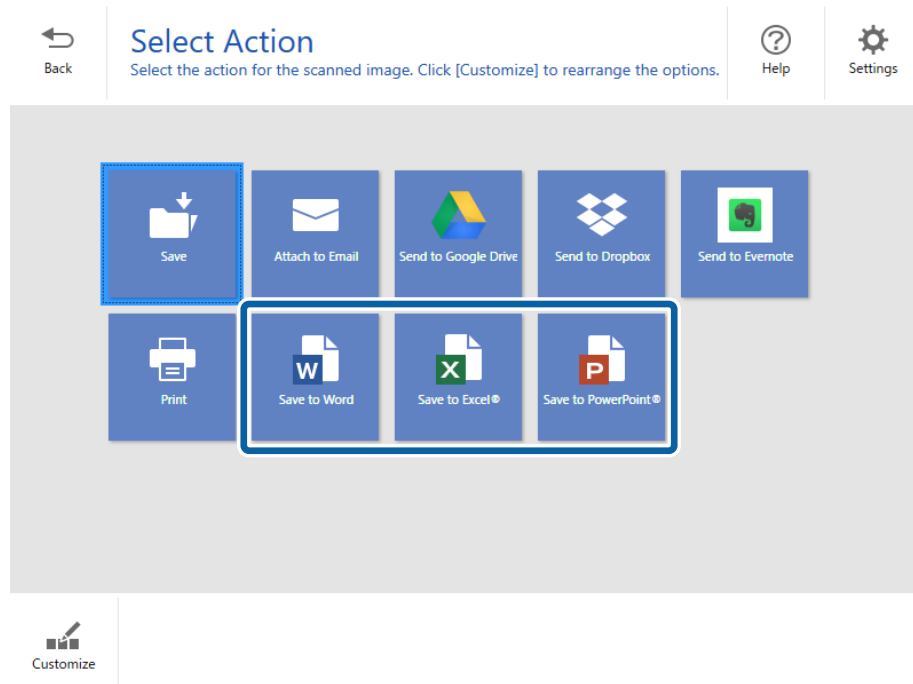 Back
Select Action
Select the action for the scanned image. Click [Customize] to rearrange the options.
Help
Settings
Save
Attach to Email
Send to Google Drive
Send to Dropbox
Send to Evernote
Print
W
Save to Word
X
Save to Excel®
P
Save to PowerPoint®
Customize